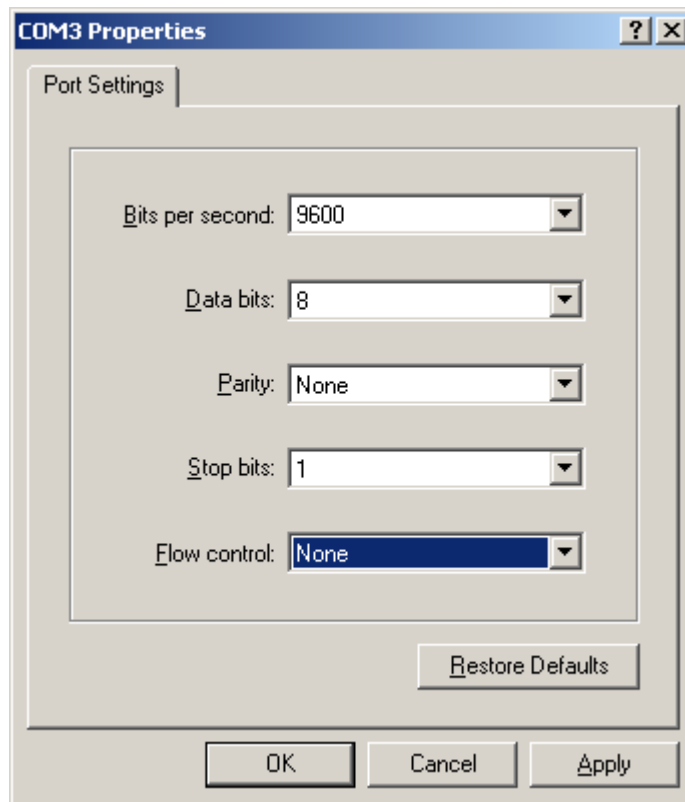 COM3 Properties
Port Settings
Bits per second: 9600
Data bits: 8
Parity: None
Stop bits: 1
Flow control: None
Restore Defaults
OK Cancel Apply